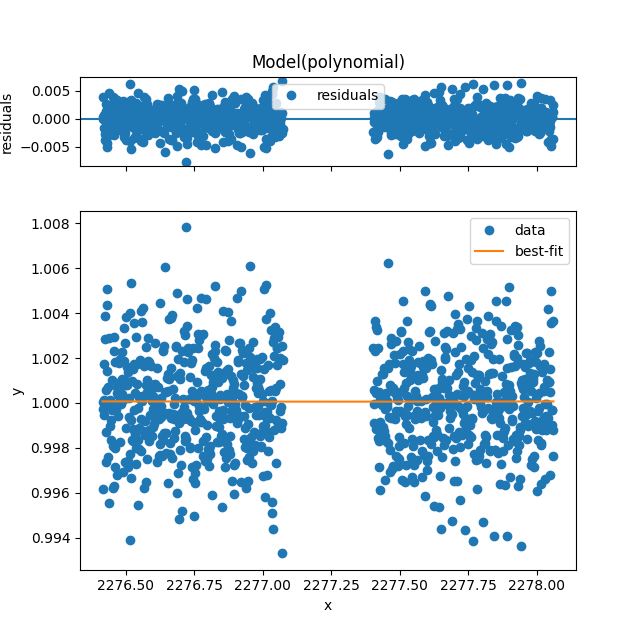 Model(polynomial)
residuals
0.005
0.000
−0.005
residuals
1.008
1.006
1.004
1.002
1.000
0.998
0.996
0.994
y
data
best-fit
2276.50 2276.75 2277.00 2277.25 2277.50 2277.75 2278.00
x